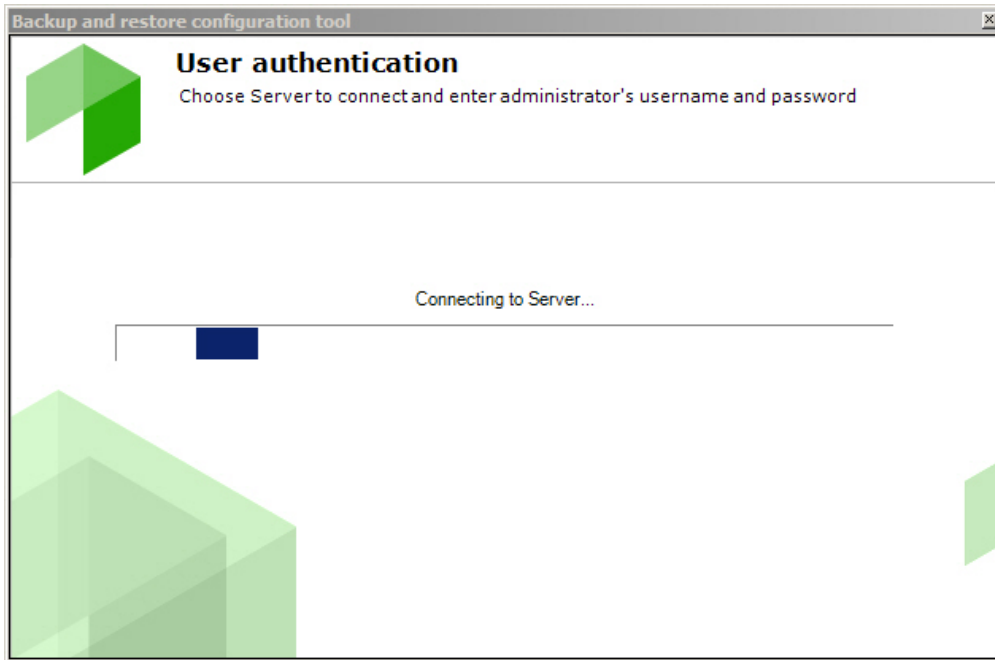 Backup and restore configuration tool
User authentication
Choose Server to connect and enter administrator's username and password
Connecting to Server...